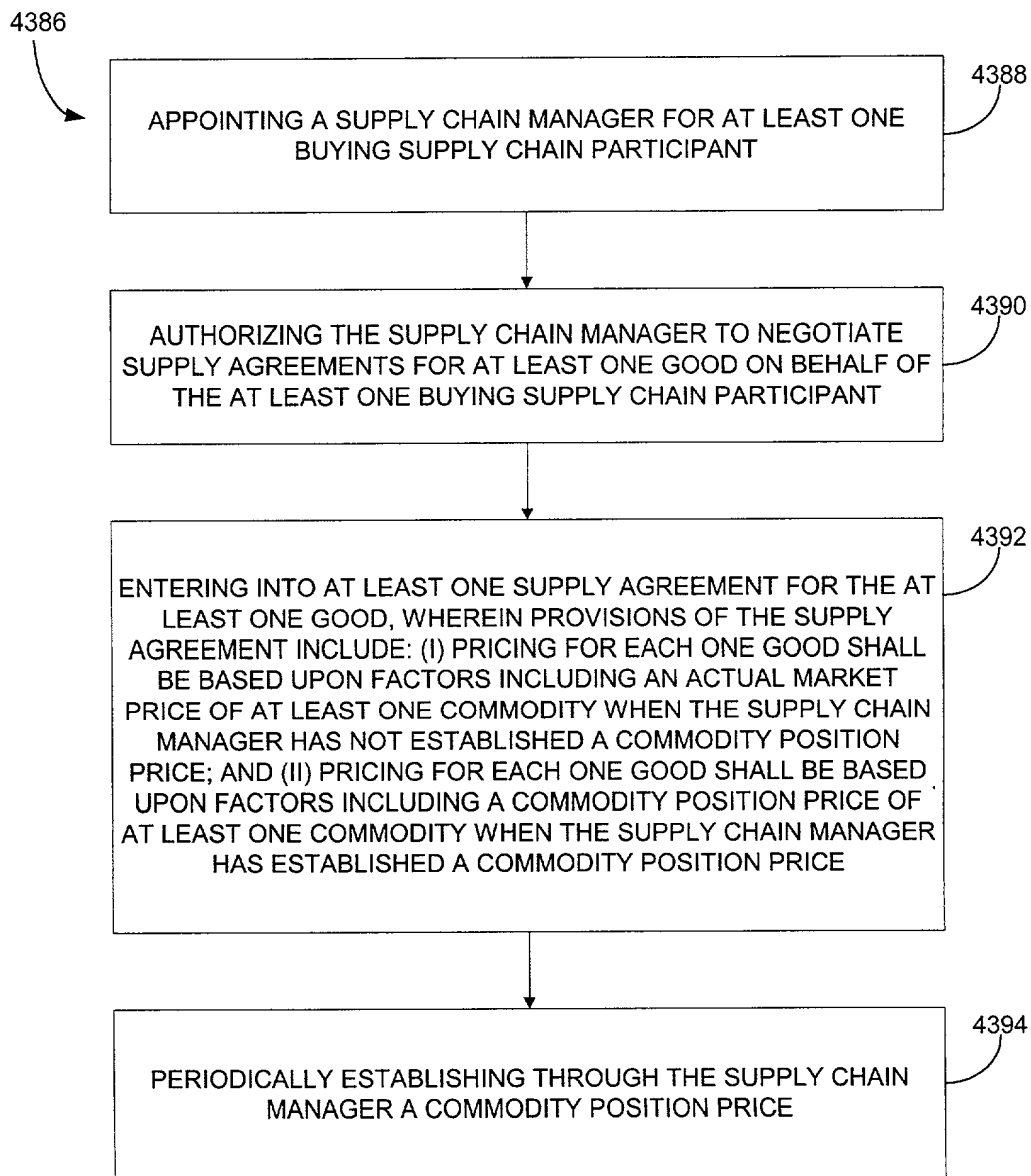 4386
4388
APPOINTING A SUPPLY CHAIN MANAGER FOR AT LEAST ONE
BUYING SUPPLY CHAIN PARTICIPANT
4390
AUTHORIZING THE SUPPLY CHAIN MANAGER TO NEGOTIATE
SUPPLY AGREEMENTS FOR AT LEAST ONE GOOD ON BEHALF OF
THE AT LEAST ONE BUYING SUPPLY CHAIN PARTICIPANT
4392
ENTERING INTO AT LEAST ONE SUPPLY AGREEMENT FOR THE AT
LEAST ONE GOOD, WHEREIN PROVISIONS OF THE SUPPLY
AGREEMENT INCLUDE: (I) PRICING FOR EACH ONE GOOD SHALL
BE BASED UPON FACTORS INCLUDING AN ACTUAL MARKET
PRICE OF AT LEAST ONE COMMODITY WHEN THE SUPPLY CHAIN
MANAGER HAS NOT ESTABLISHED A COMMODITY POSITION
PRICE; AND (II) PRICING FOR EACH ONE GOOD SHALL BE BASED
UPON FACTORS INCLUDING A COMMODITY POSITION PRICE OF
AT LEAST ONE COMMODITY WHEN THE SUPPLY CHAIN MANAGER
HAS ESTABLISHED A COMMODITY POSITION PRICE
4394
PERIODICALLY ESTABLISHING THROUGH THE SUPPLY CHAIN
MANAGER A COMMODITY POSITION PRICE